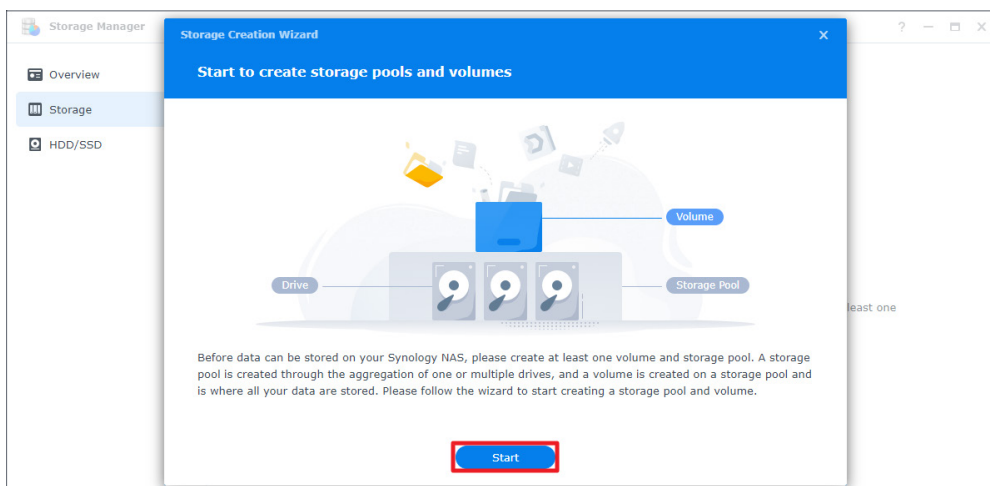 Storage Manager
Storage Creation Wizard
Start to create storage pools and volumes
Overview
Storage
HDD/SSD
Volume
Drive
Storage Pool
least one
Before data can be stored on your Synology NAS, please create at least one volume and storage pool. A storage
pool is created through the aggregation of one or multiple drives, and a volume is created on a storage pool and
is where all your data are stored. Please follow the wizard to start creating a storage pool and volume.
Start